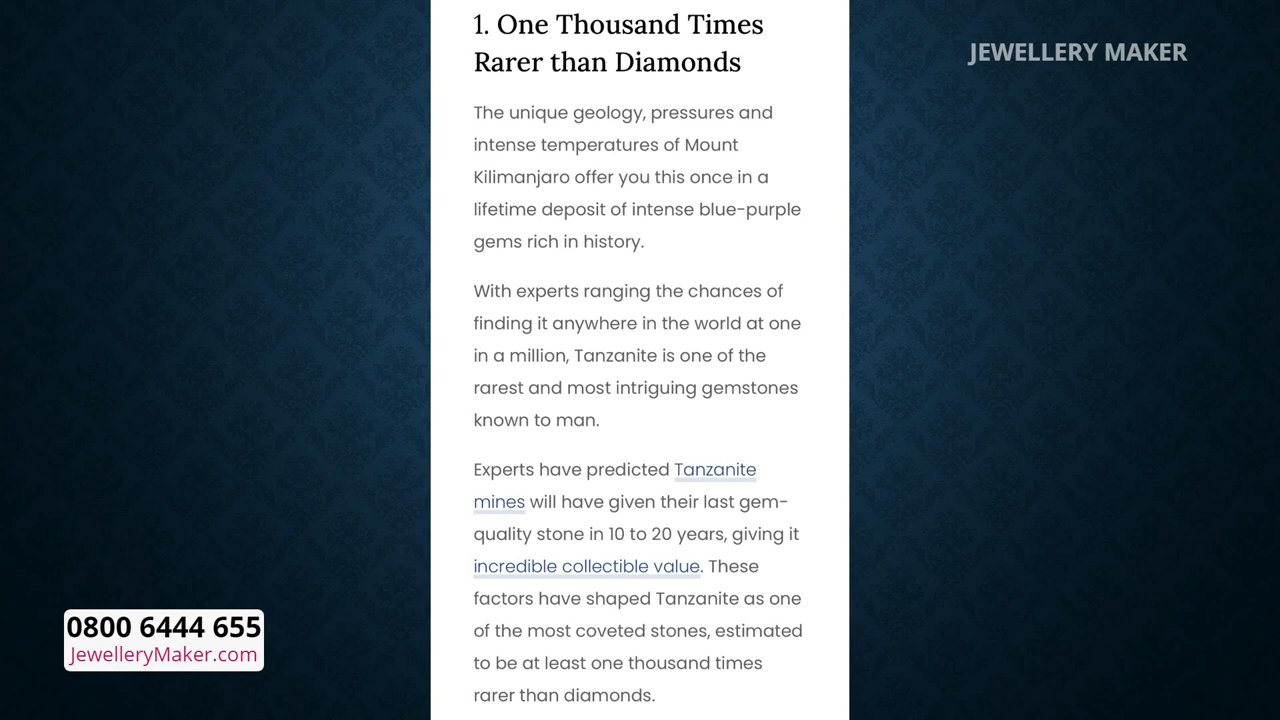 1. One Thousand Times
Rarer than Diamonds
JEWELLERY MAKER
The unique geology, pressures and
intense temperatures of Mount
Kilimanjaro offer you this once in a
lifetime deposit of intense blue-purple
gems rich in history.
With experts ranging the chances of
finding it anywhere in the world at one
in a million, Tanzanite is one of the
rarest and most intriguing gemstones
known to man.
Experts have predicted Tanzanite
mines will have given their last gem-
quality stone in 10 to 20 years, giving it
incredible collectible value. These
factors have shaped Tanzanite as one
of the most coveted stones, estimated
to be at least one thousand times
rarer than diamonds.
0800 6444 655
JewelleryMaker.com